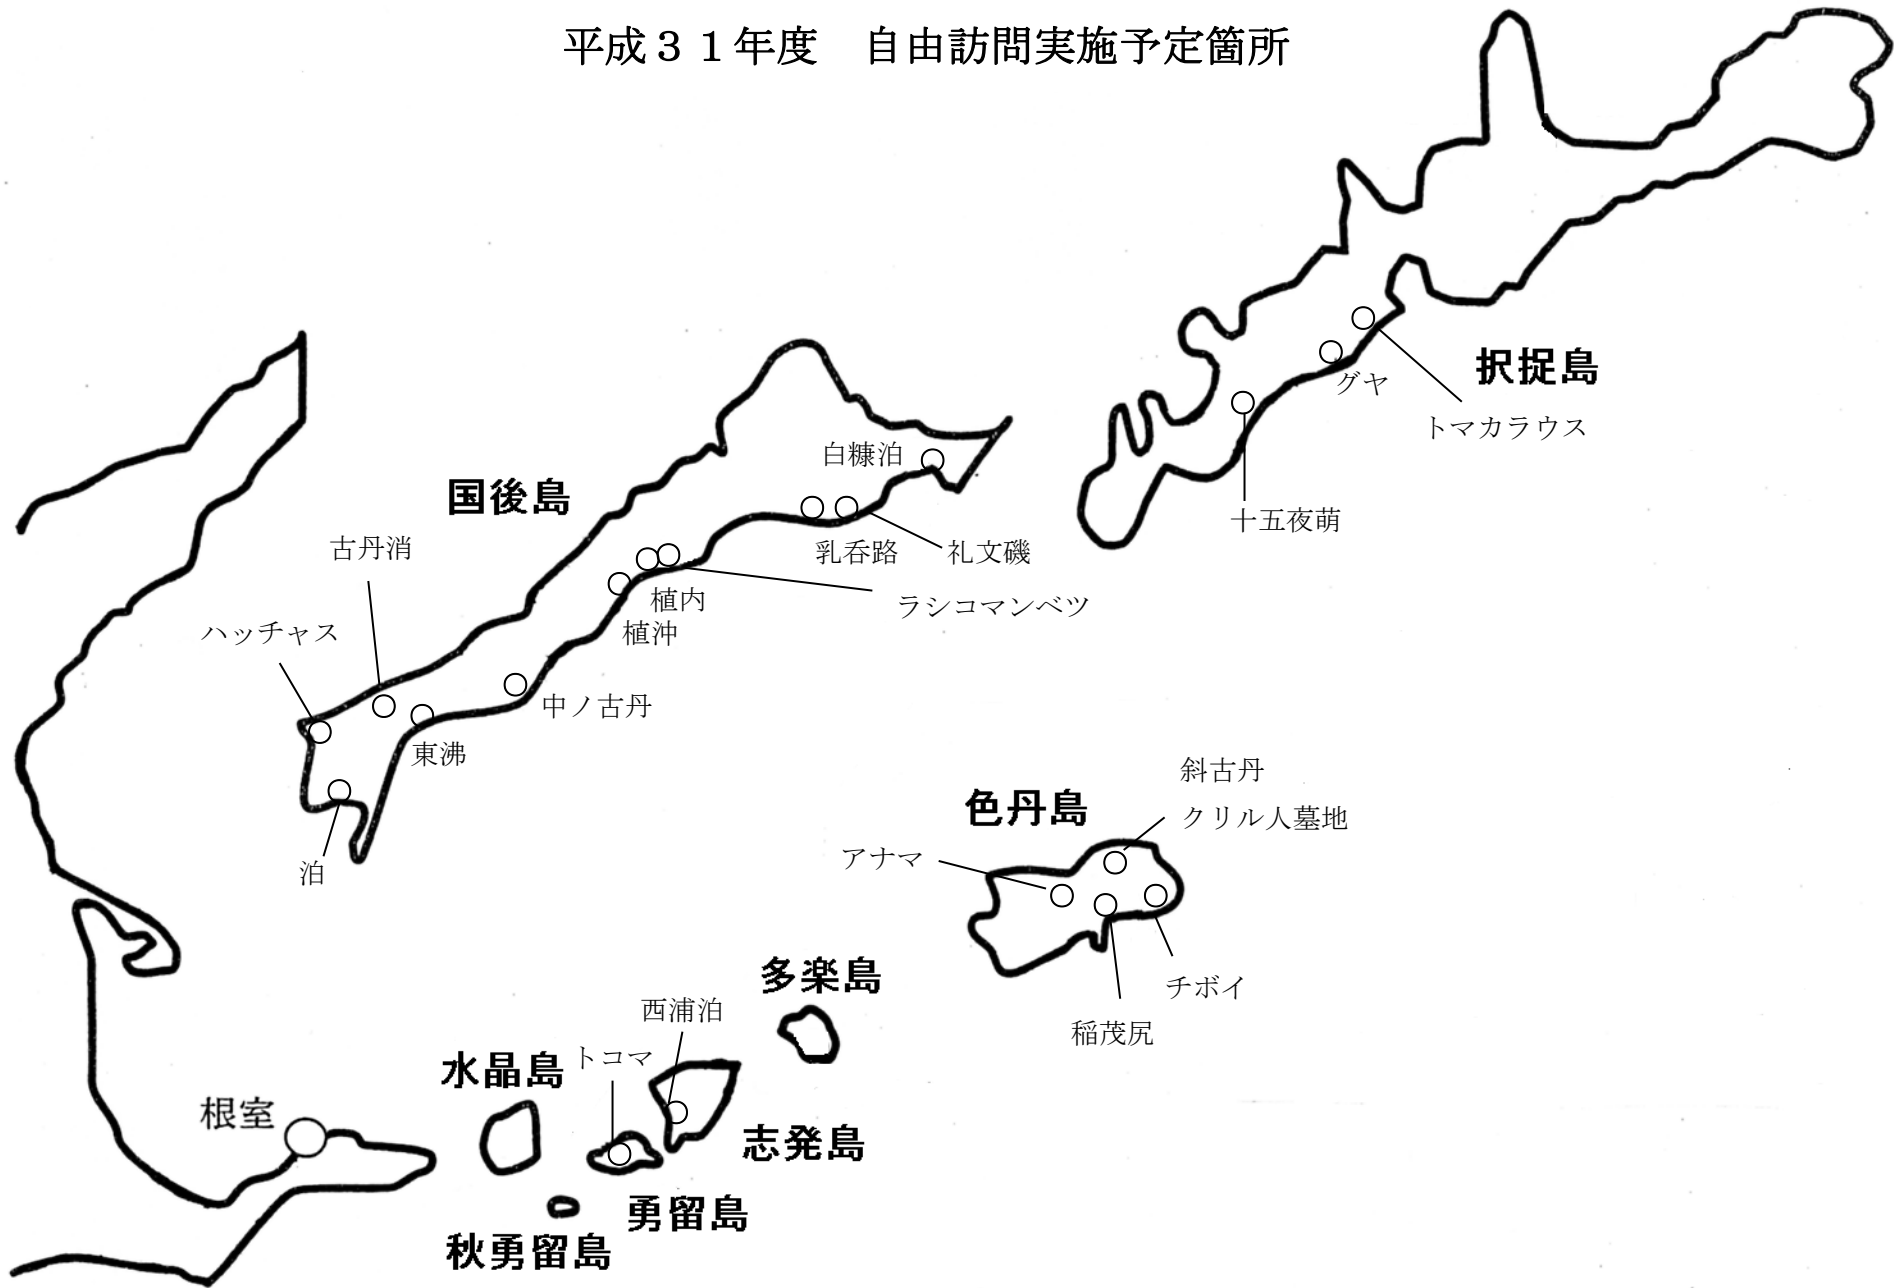 平成３１年度　自由訪問実施予定箇所
択捉島
グヤ
トマカラウス
十五夜萌
国後島
白糠泊
乳呑路
礼文磯
古丹消
植内
ラシコマンベツ
植沖
ハッチャス
中ノ古丹
東沸
泊
色丹島
斜古丹
クリル人墓地
アナマ
チボイ
稲茂尻
多楽島
西浦泊
水晶島
トコマ
根室
志発島
勇留島
秋勇留島